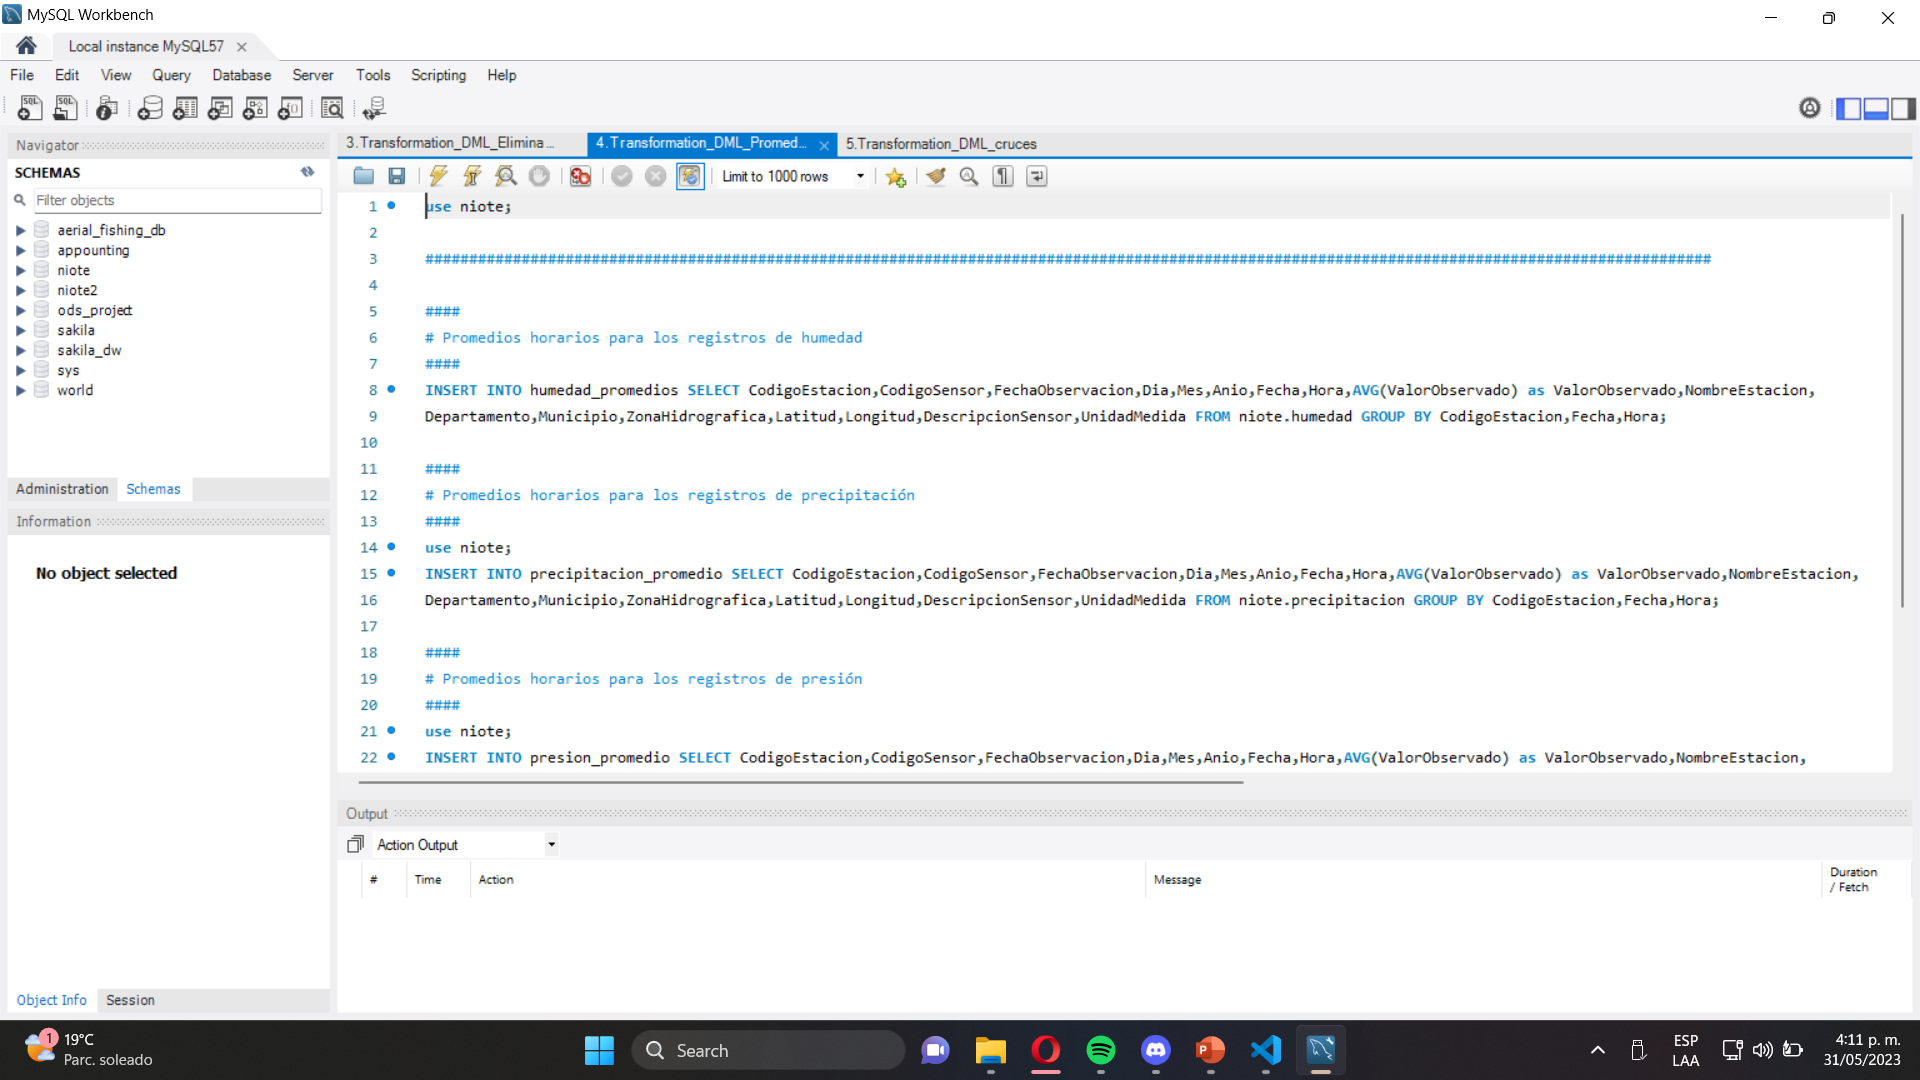 MySQL Workbench
Local instance MySQL57
File Edit View Query Database Server Tools Scripting Help
Navigator
SCHEMAS
Filter objects
aerial_fishing_db
appounting
niote
niote2
ods_project
sakila
sakila_dw
sys
world
Administration Schemas
Information
No object selected
Object Info Session
3.Transformation_DML_Elimina... 4.Transformation_DML_Promed... 5.Transformation_DML_cruces
Limit to 1000 rows
1 use niote;
2
3 ###################################################################################################################################################
4
5 ####
6 # Promedios horarios para los registros de humedad
7 ####
8 INSERT INTO humedad_promedios SELECT CodigoEstacion,CodigoSensor,FechaObservacion,Dia,Mes,Anio,Fecha,Hora,AVG(ValorObservado) as ValorObservado,NombreEstacion,
9 Departamento,Municipio,ZonaHidrografica,Latitud,Longitud,DescripcionSensor,UnidadMedida FROM niote.humedad GROUP BY CodigoEstacion,Fecha,Hora;
10
11 ####
12 # Promedios horarios para los registros de precipitación
13 ####
14 use niote;
15 INSERT INTO precipitacion_promedio SELECT CodigoEstacion,CodigoSensor,FechaObservacion,Dia,Mes,Anio,Fecha,Hora,AVG(ValorObservado) as ValorObservado,NombreEstacion,
16 Departamento,Municipio,ZonaHidrografica,Latitud,Longitud,DescripcionSensor,UnidadMedida FROM niote.precipitacion GROUP BY CodigoEstacion,Fecha,Hora;
17
18 ####
19 # Promedios horarios para los registros de presión
20 ####
21 use niote;
22 INSERT INTO presion_promedio SELECT CodigoEstacion,CodigoSensor,FechaObservacion,Dia,Mes,Anio,Fecha,Hora,AVG(ValorObservado) as ValorObservado,NombreEstacion,
Output
Action Output
# Time Action Message Duration / Fetch
1
19°C
Parc. soleado
Search
ESP
LAA
4:11 p. m.
31/05/2023